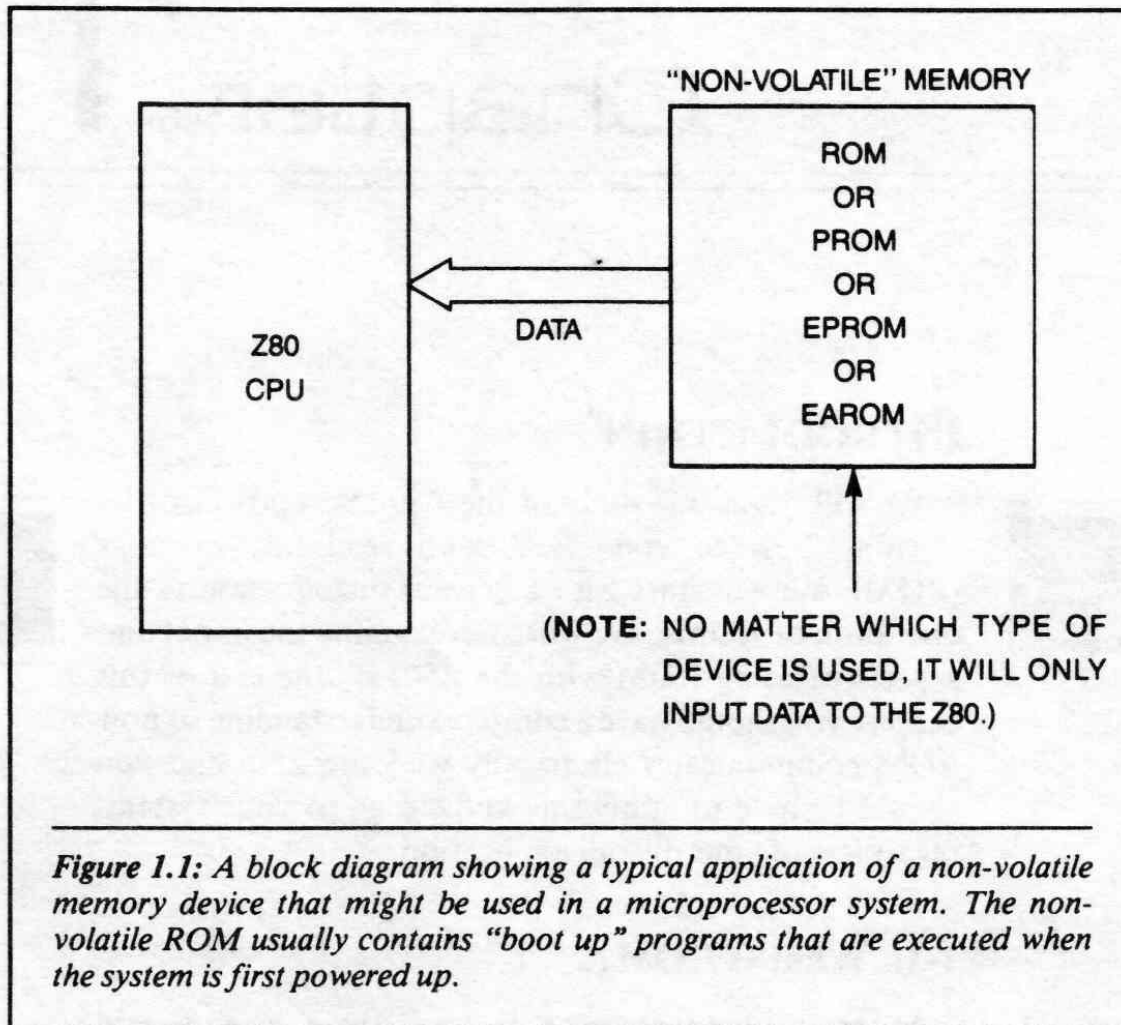 "NON-VOLATILE" MEMORY
ROM
OR
PROM
OR
EPROM
OR
EAROM
DATA
Z80
CPU
(NOTE: NO MATTER WHICH TYPE OF
DEVICE IS USED, IT WILL ONLY
INPUT DATA TO THE Z80.)
Figure 1.1: A block diagram showing a typical application of a non-volatile
memory device that might be used in a microprocessor system. The non-
volatile ROM usually contains "boot up" programs that are executed when
the system is first powered up.